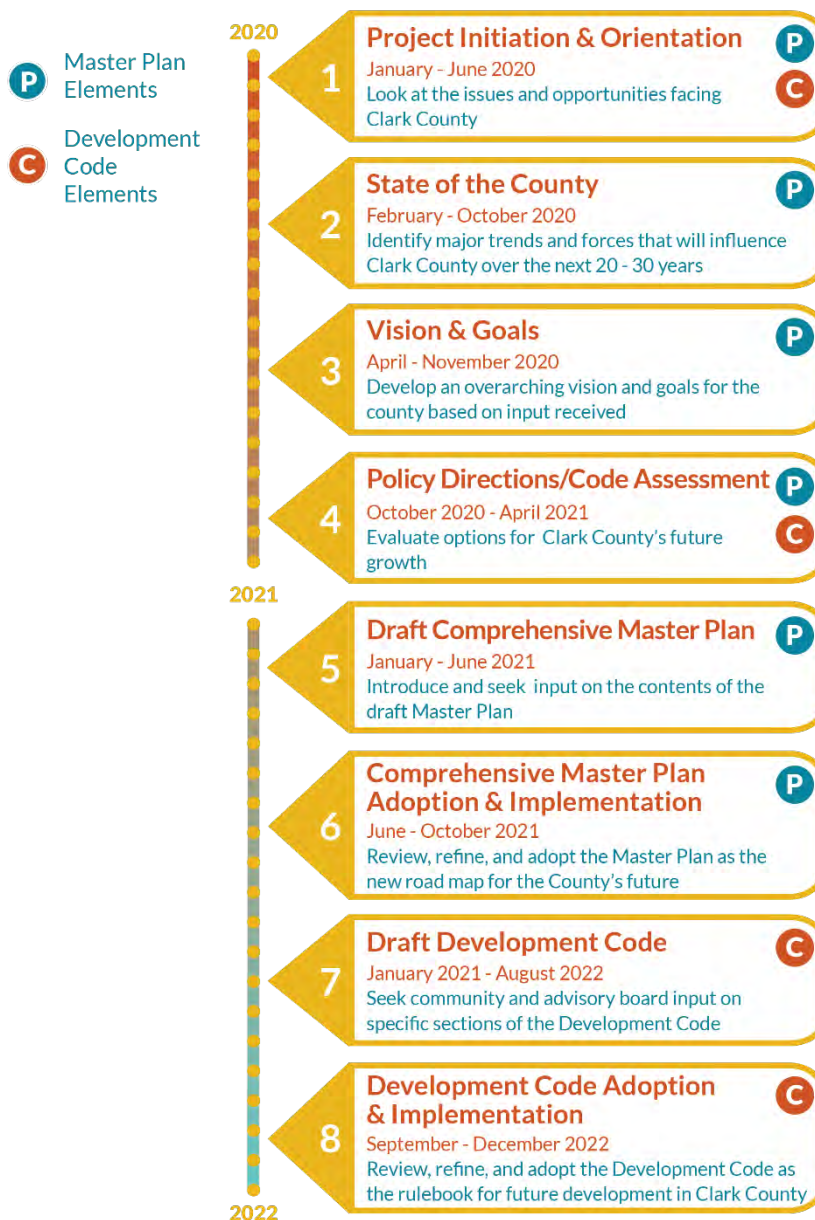 P
Master Plan
Elements
C
Development
Code
Elements
2020
1
Project Initiation & Orientation
P
January - June 2020
C
Look at the issues and opportunities facing
Clark County
2
State of the County
P
February - October 2020
Identify major trends and forces that will influence
Clark County over the next 20 - 30 years
3
Vision & Goals
P
April - November 2020
Develop an overarching vision and goals for the
county based on input received
4
Policy Directions/Code Assessment
P
October 2020 - April 2021
C
Evaluate options for Clark County's future
growth
2021
5
Draft Comprehensive Master Plan
P
January - June 2021
Introduce and seek input on the contents of the
draft Master Plan
6
Comprehensive Master Plan
Adoption & Implementation
P
June - October 2021
Review, refine, and adopt the Master Plan as the
new road map for the County's future
7
Draft Development Code
C
January 2021 - August 2022
Seek community and advisory board input on
specific sections of the Development Code
8
Development Code Adoption
& Implementation
C
September - December 2022
Review, refine, and adopt the Development Code as
the rulebook for future development in Clark County
2022